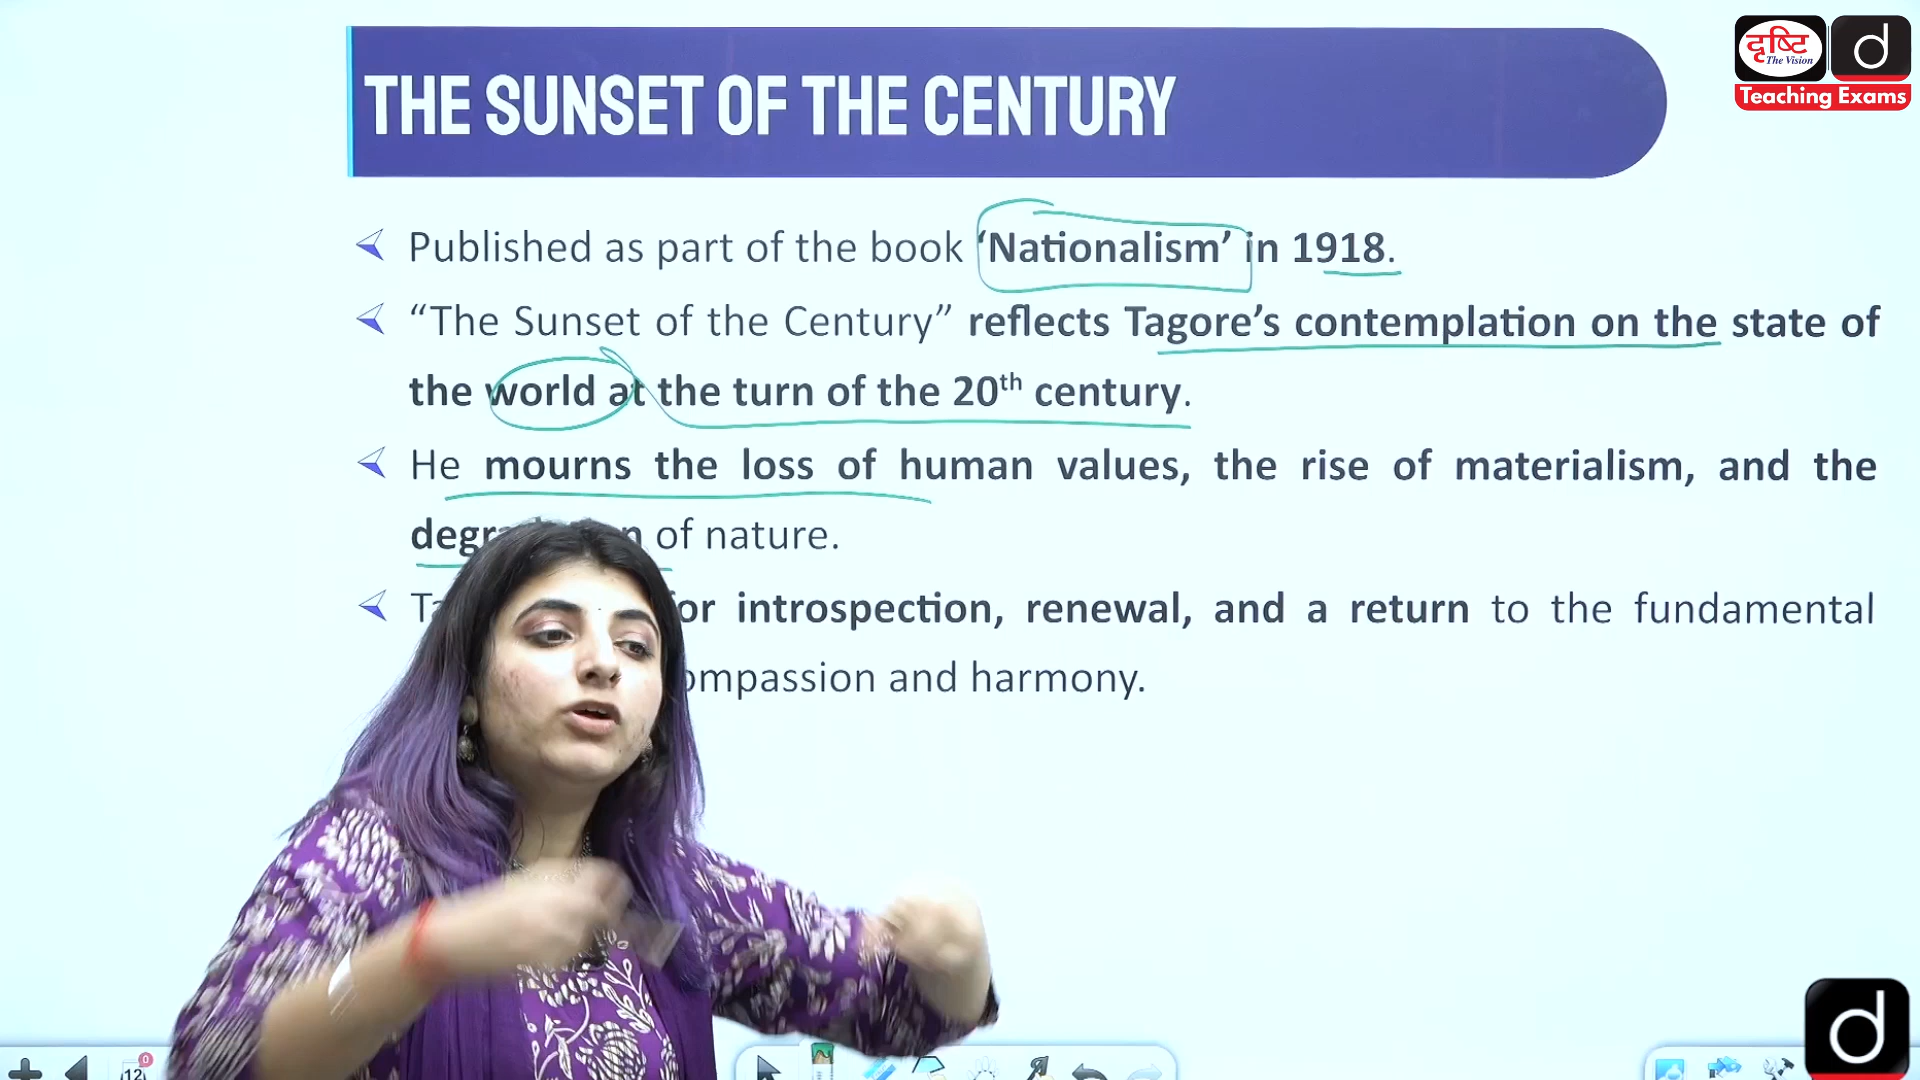 दृष्टि
The Vision
d
Teaching Exams
THE SUNSET OF THE CENTURY
Published as part of the book ‘Nationalism’ in 1918.
“The Sunset of the Century” reflects Tagore’s contemplation on the state of
the world at the turn of the 20th century.
He mourns the loss of human values, the rise of materialism, and the
of nature.
introspection, renewal, and a return to the fundamental
and harmony.
d
0
12